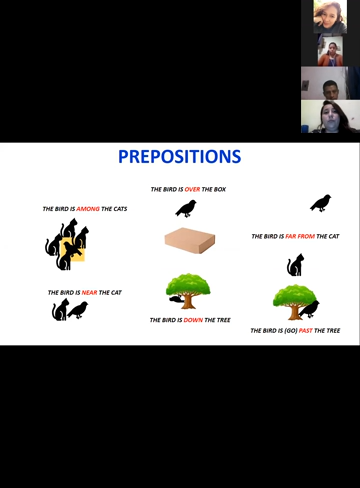 PREPOSITIONS
THE BIRD IS OVER THE BOX
THE BIRD IS AMONG THE CATS
THE BIRD IS FAR FROM THE CAT
THE BIRD IS NEAR THE CAT
THE BIRD IS DOWN THE TREE
THE BIRD IS (GO) PAST THE TREE